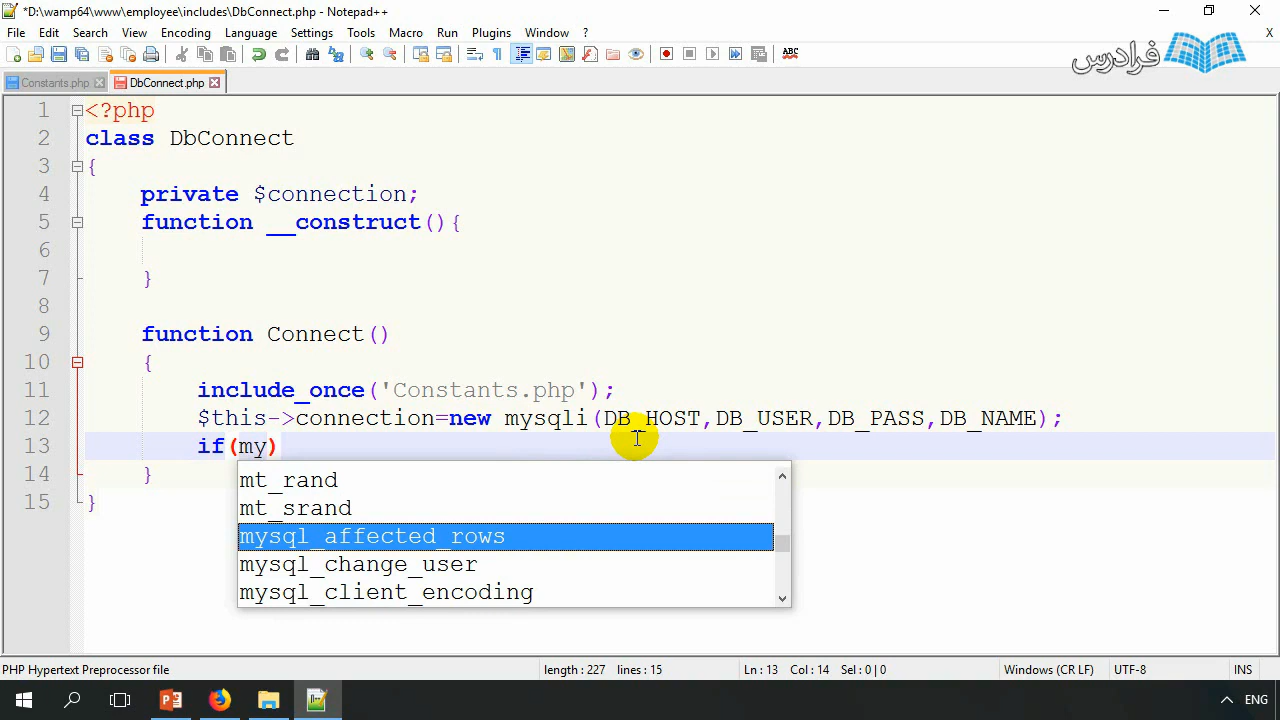 *D:\wamp64\www\employee\includes\DbConnect.php - Notepad++
File Edit Search View Encoding Language Settings Tools Macro Run Plugins Window ? X
ABC
فرادرس
Constants.php DbConnect.php
1 <?php
2 class DbConnect
3 {
4 private $connection;
5 function __construct(){
6
7 }
8
9 function Connect()
10 {
11 include_once('Constants.php');
12 $this->connection=new mysqli(DB_HOST,DB_USER,DB_PASS,DB_NAME);
13 if(my)
14 }
15 }
mt_rand
mt_srand
mysql_affected_rows
mysql_change_user
mysql_client_encoding
PHP Hypertext Preprocessor file length : 227 lines : 15 Ln : 13 Col : 14 Sel : 0 | 0 Windows (CR LF) UTF-8 INS
ENG